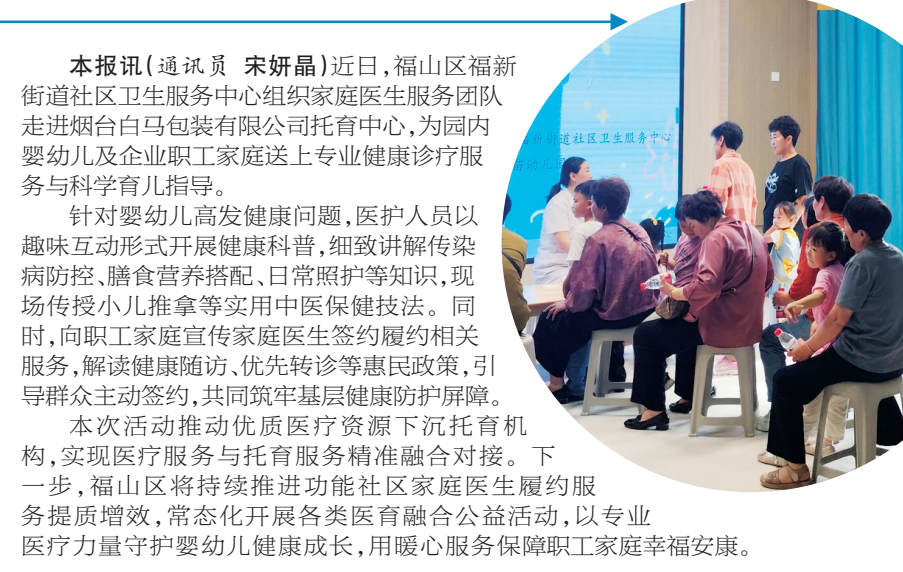 本报讯(通讯员 宋妍晶)近日,福山区福新
街道社区卫生服务中心组织家庭医生服务团队
走进烟台白马包装有限公司托育中心,为园内
婴幼儿及企业职工家庭送上专业健康诊疗服
务与科学育儿指导。
针对婴幼儿高发健康问题,医护人员以
趣味互动形式开展健康科普,细致讲解传染
病防控、膳食营养搭配、日常照护等知识,现
场传授小儿推拿等实用中医保健技法。同
时,向职工家庭宣传家庭医生签约履约相关
服务,解读健康随访、优先转诊等惠民政策,引
导群众主动签约,共同筑牢基层健康防护屏障。
本次活动推动优质医疗资源下沉托育机
构,实现医疗服务与托育服务精准融合对接。下
一步,福山区将持续推进功能社区家庭医生履约服
务提质增效,常态化开展各类医育融合公益活动,以专业
医疗力量守护婴幼儿健康成长,用暖心服务保障职工家庭幸福安康。
街道社区卫生服务中心
幼儿园